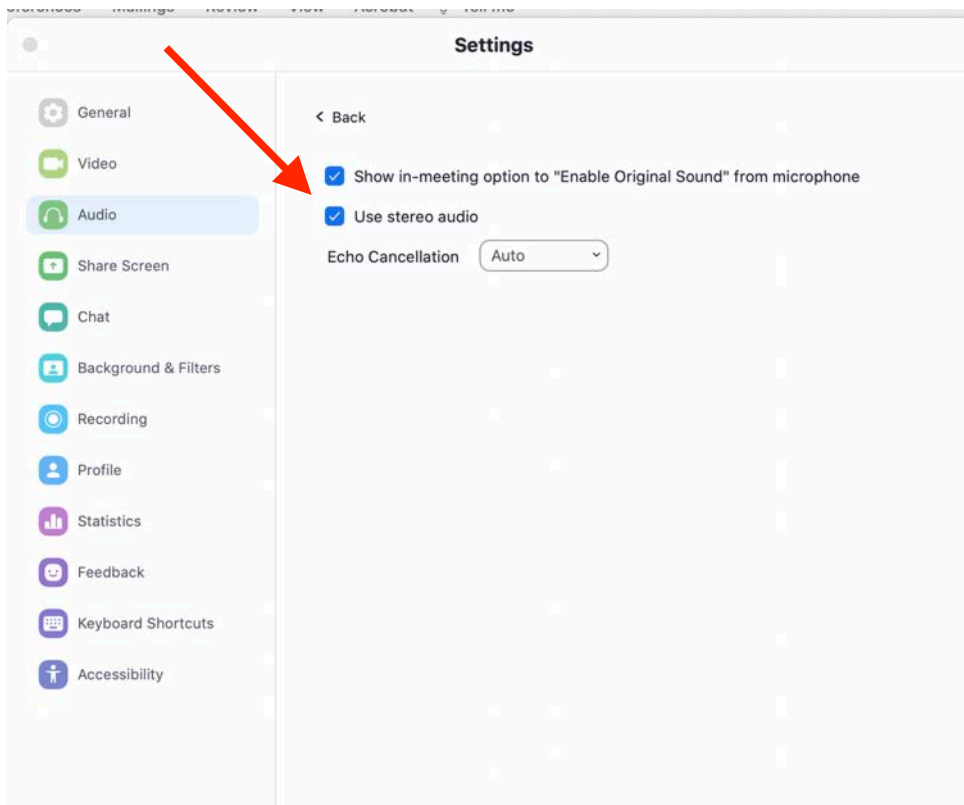 Settings
General
Video
Audio
Share Screen
Chat
Background & Filters
Recording
Profile
Statistics
Feedback
Keyboard Shortcuts
Accessibility
< Back
Show in-meeting option to "Enable Original Sound" from microphone
Use stereo audio
Echo Cancellation Auto